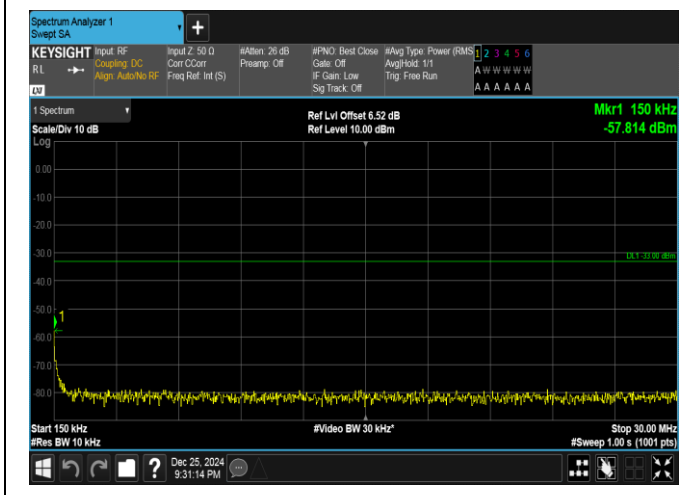 Spectrum Analyzer 1
Swept SA
+
KEYSIGHT
RL
LXI
Input: RF
Coupling: DC
Align: Auto/No RF
Input Z: 50 Ω
Corr CCorr
Freq Ref: Int (S)
#Atten: 26 dB
Preamp: Off
#PNO: Best Close
Gate: Off
IF Gain: Low
Sig Track: Off
#Avg Type: Power (RMS
Avg|Hold: 1/1
Trig: Free Run
1 2 3 4 5 6
A W W W W W
A A A A A A
1 Spectrum
Scale/Div 10 dB
Log
Ref Lvl Offset 6.52 dB
Ref Level 10.00 dBm
Mkr1 150 kHz
-57.814 dBm
0.00
-10.0
-20.0
-30.0
DL1 -33.00 dBm
-40.0
-50.0
1
-60.0
-70.0
-80.0
Start 150 kHz
#Res BW 10 kHz
#Video BW 30 kHz*
Stop 30.00 MHz
#Sweep 1.00 s (1001 pts)
?
Dec 25, 2024
9:31:14 PM